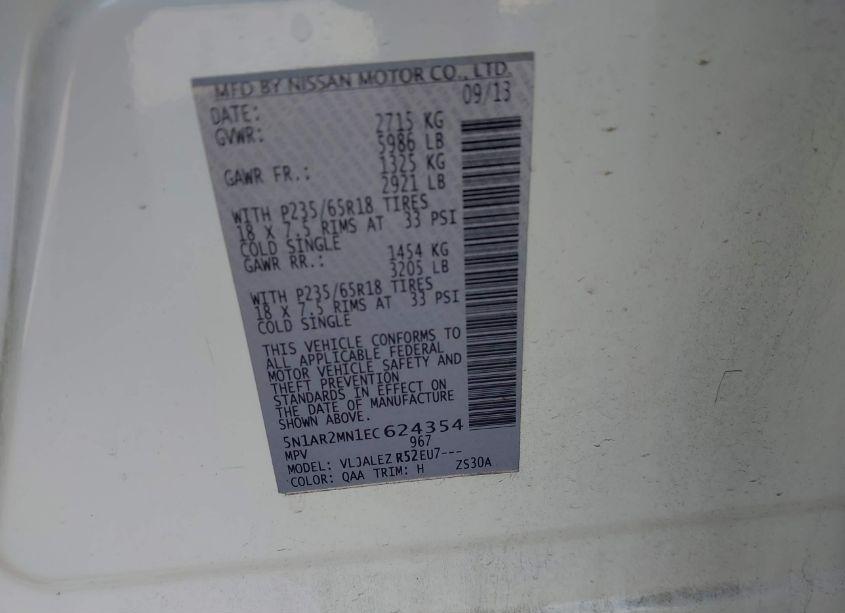 MFD BY NISSAN MOTOR CO., LTD.
DATE: 09/13
GVWR: 2715 KG
5986 LB
GAWR FR.: 1325 KG
2921 LB
WITH P235/65R18 TIRES
18 X 7.5 RIMS AT 33 PSI
COLD SINGLE
GAWR RR.: 1454 KG
3205 LB
WITH P235/65R18 TIRES
18 X 7.5 RIMS AT 33 PSI
COLD SINGLE
THIS VEHICLE CONFORMS TO
ALL APPLICABLE FEDERAL
MOTOR VEHICLE SAFETY AND
THEFT PREVENTION
STANDARDS IN EFFECT ON
THE DATE OF MANUFACTURE
SHOWN ABOVE.
5N1AR2MN1EC624354
MPV 967
MODEL: VLJALEZ R52EU7---
COLOR: QAA TRIM: H ZS30A